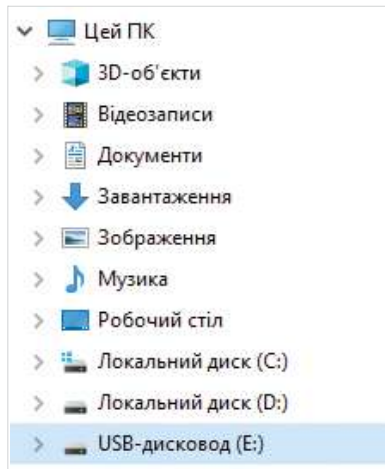 Цей ПК
3D-об'єкти
Відеозаписи
Документи
Завантаження
Зображення
Музика
Робочий стіл
Локальний диск (C:)
Локальний диск (D:)
USB-дисковод (E:)